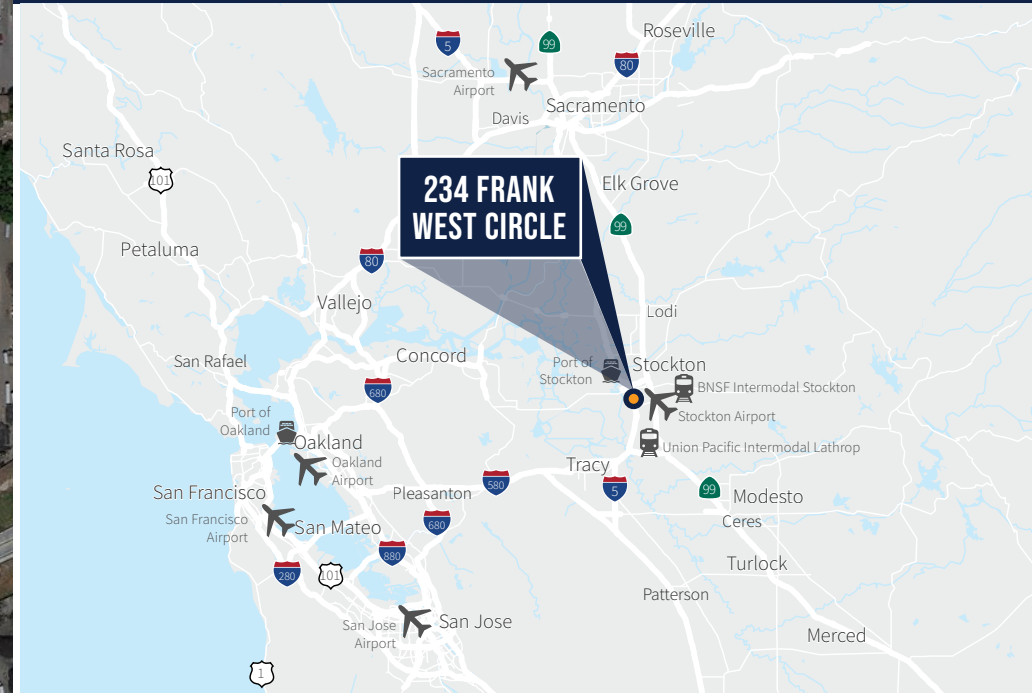 Roseville
5
99
80
Sacramento
Airport
Sacramento
Davis
Santa Rosa
101
234 FRANK
WEST CIRCLE
Elk Grove
99
Petaluma
80
Vallejo
Lodi
San Rafael
Concord
Port of
Stockton
Stockton
BNSF Intermodal Stockton
680
Port of
Oakland
Stockton Airport
Oakland
Union Pacific Intermodal Lathrop
Oakland
Airport
Tracy
580
5
99
San Francisco
Pleasanton
Modesto
San Francisco
Airport
San Mateo
680
Ceres
880
Turlock
280
101
Patterson
San Jose
Airport
San Jose
Merced
1